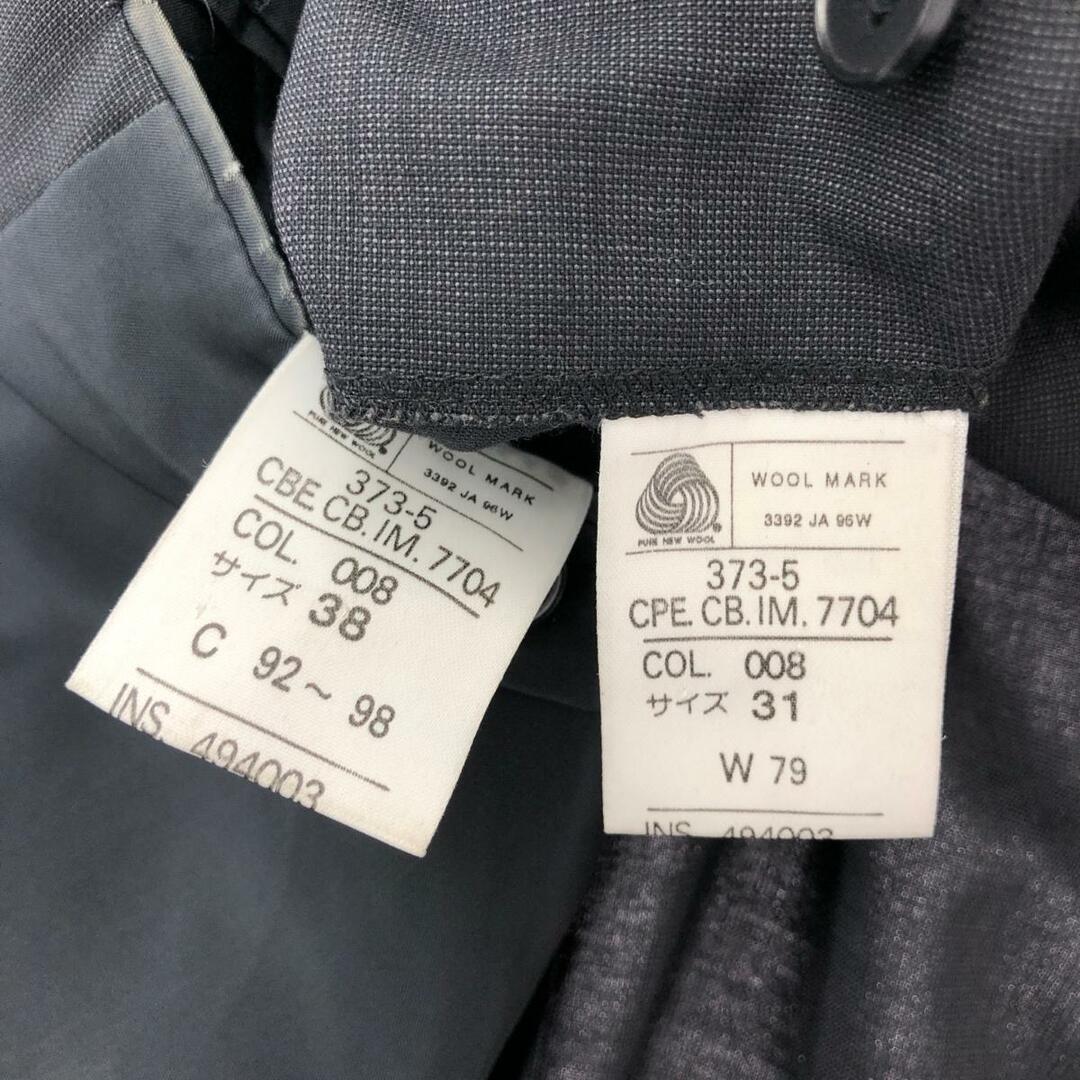 PURE NEW WOOL
WOOL MARK
3392 JA 96W
373-5
CBE. CB. IM. 7704
COL. 008
サイズ 38
C 92~98
INS. 494003
WOOL MARK
3392 JA 96W
PURE NEW WOOL
373-5
CPE. CB. IM. 7704
COL. 008
サイズ 31
W 79
INS. 494003